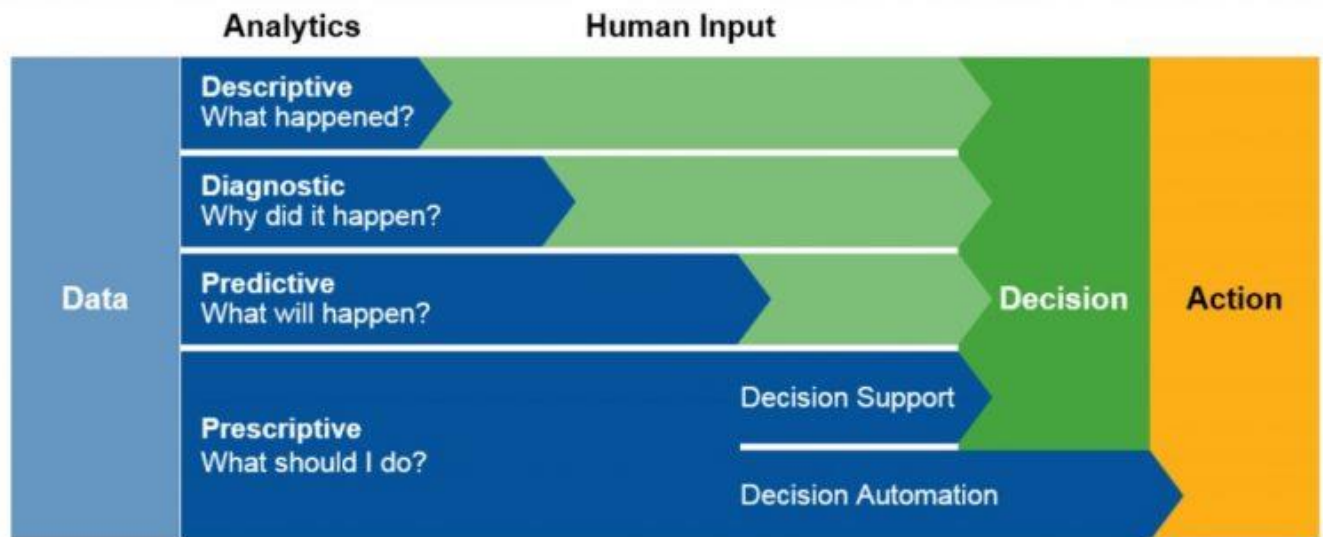 Analytics
Human Input
Descriptive
What happened?
Diagnostic
Why did it happen?
Predictive
What will happen?
Prescriptive
What should I do?
Decision Support
Decision Automation
Data
Decision
Action